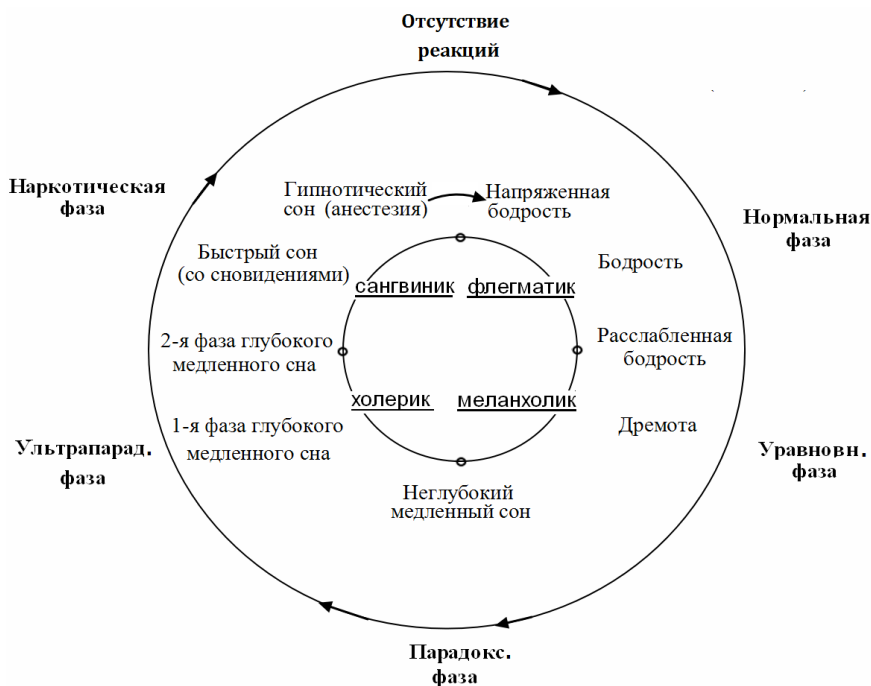 Отсутствие
реакций
Наркотическая
фаза
Гипнотический
сон (анестезия)
Напряженная
бодрость
Нормальная
фаза
Быстрый сон
(со сновидениями)
Бодрость
сангвиник
флегматик
2-я фаза глубокого
медленного сна
Расслабленная
бодрость
холерик
меланхолик
1-я фаза глубокого
медленного сна
Дремота
Ультрапарад.
фаза
Уравновн.
фаза
Неглубокий
медленный сон
Парадокс.
фаза